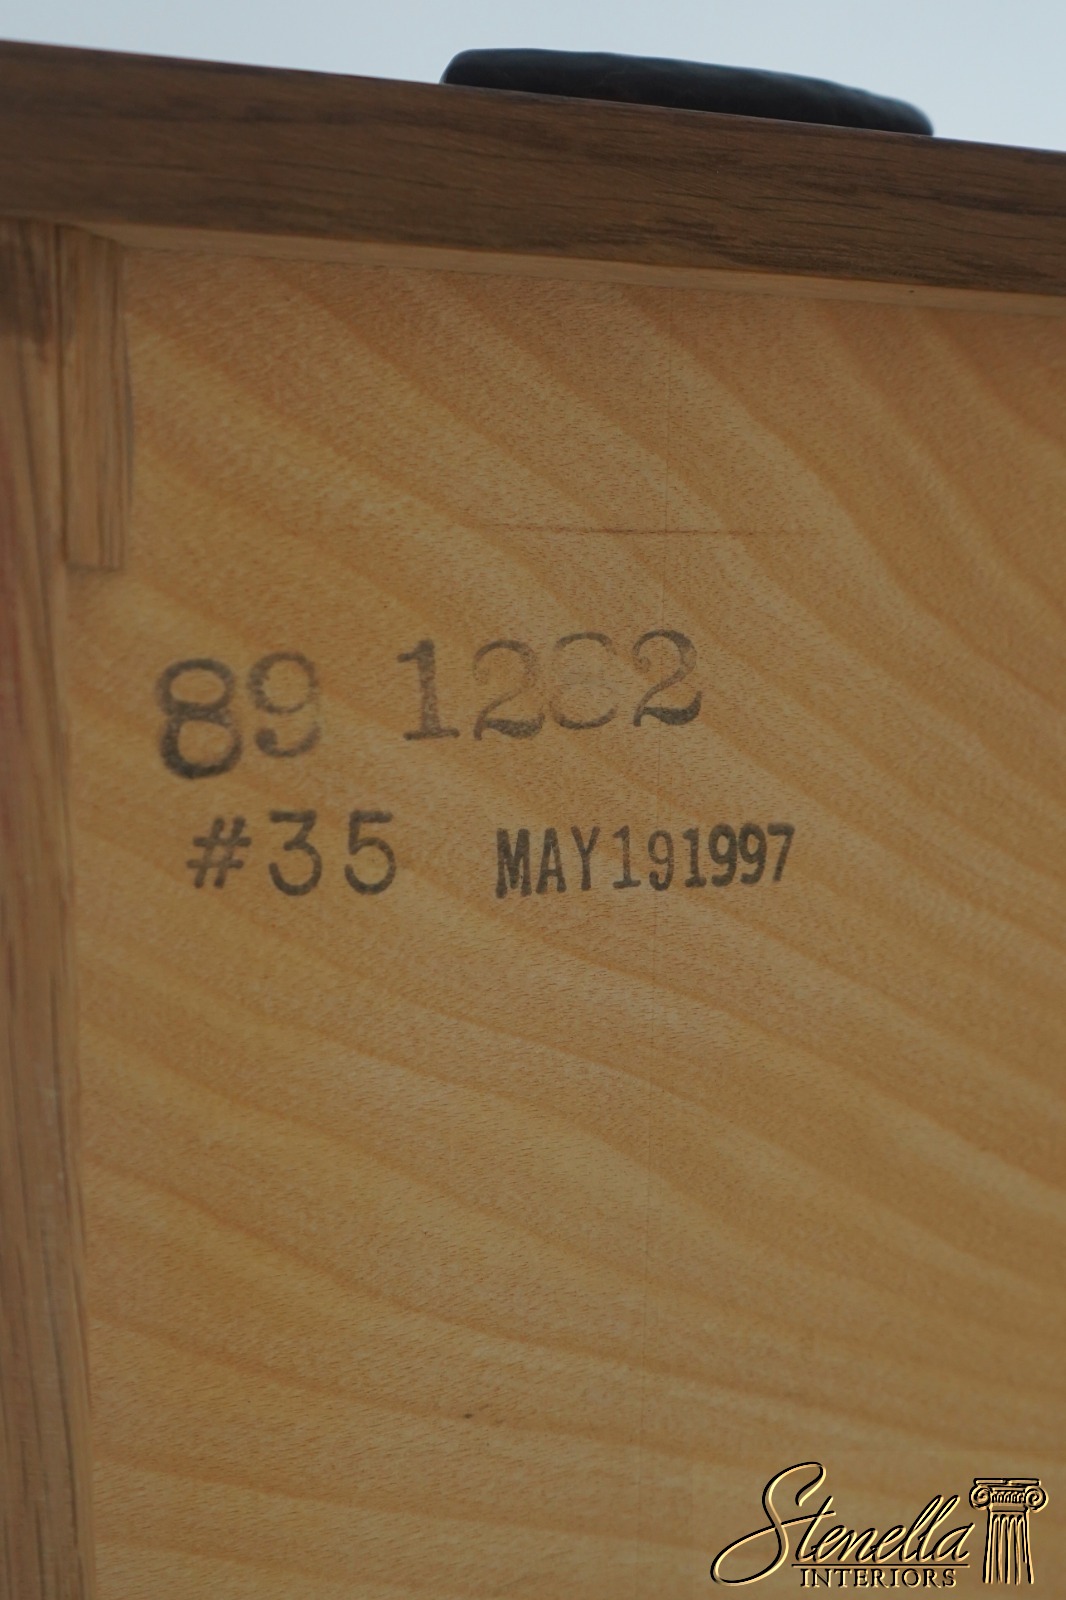 89 1282
#35 MAY191997
Stenella
INTERIORS